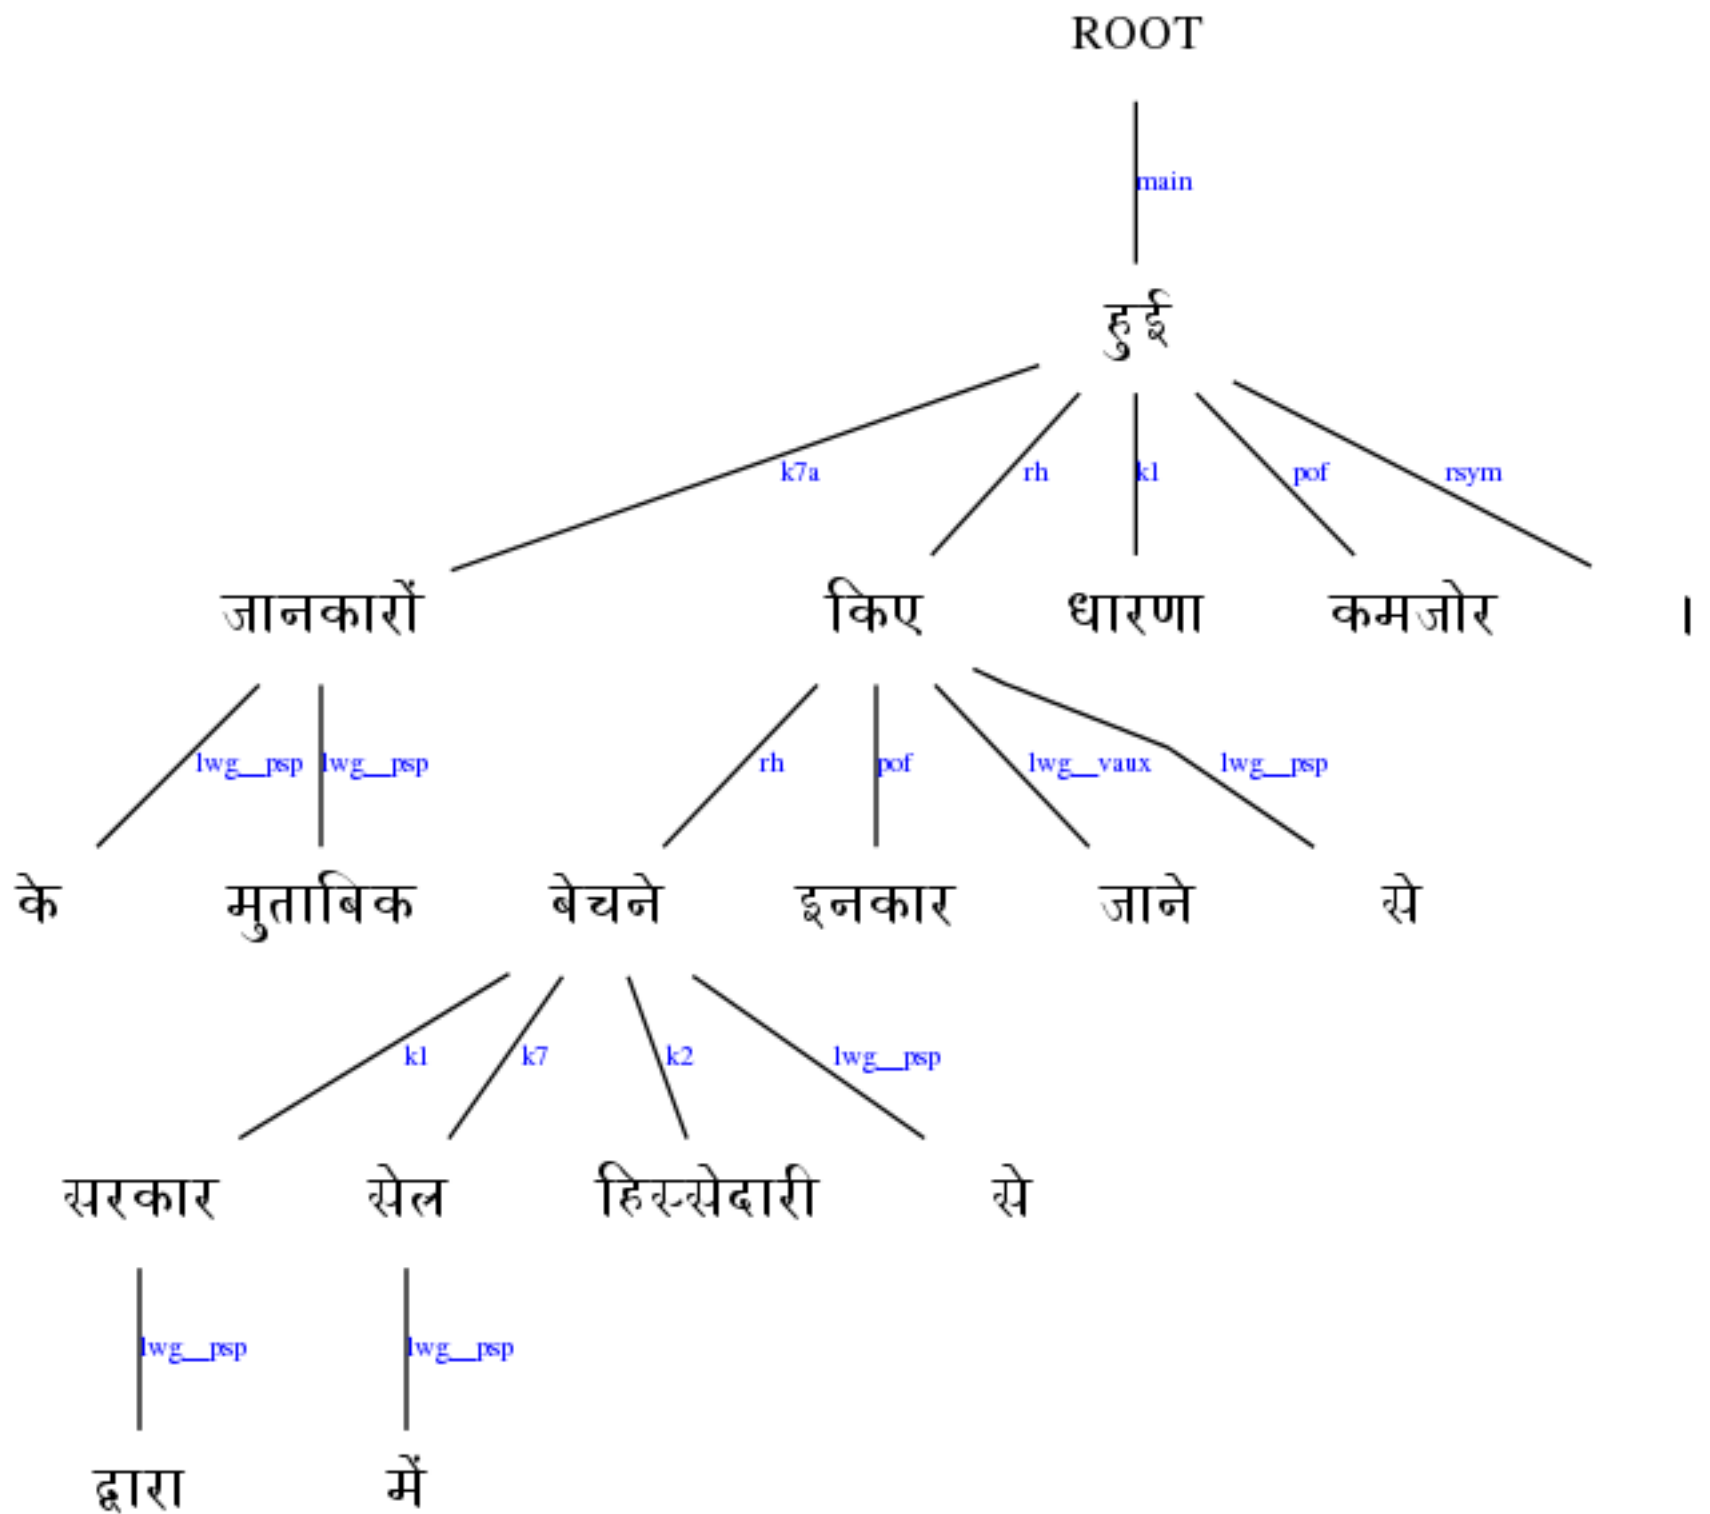 ROOT
main
हुई
k7a rh k1 pof rsym
जानकारों किए धारणा कमजोर ।
lwg__psp lwg__psp rh pof lwg__vaux lwg__psp
के मुताबिक बेचने इनकार जाने से
k1 k7 k2 lwg__psp
सरकार सेल हिस्सेदारी से
lwg__psp lwg__psp
द्वारा में